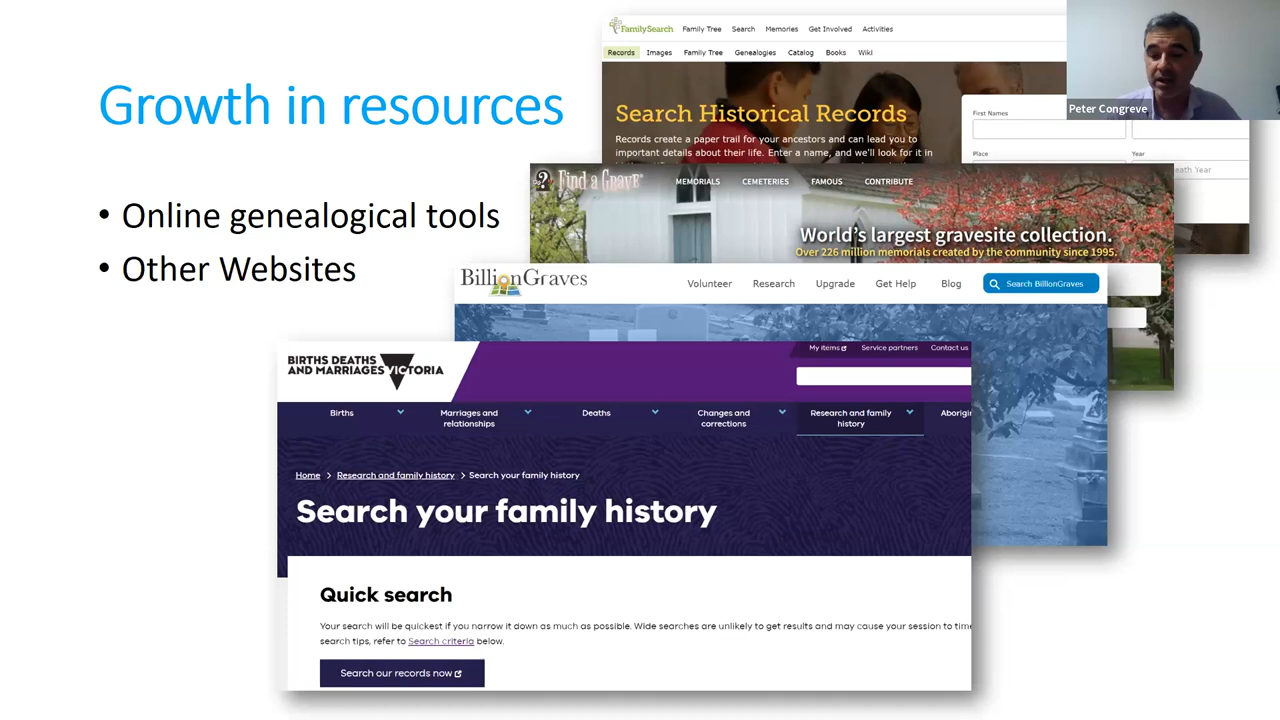 Growth in resources
• Online genealogical tools
• Other Websites
FamilySearch Family Tree Search Memories Get Involved Activities
Records Images Family Tree Genealogies Catalog Books Wiki
Search Historical Records
Records create a paper trail for your ancestors and can lead you to
important details about their life. Enter a name, and we'll look for it in
First Names
Place Year
Death Year
Peter Congreve
Find a Grave MEMORIALS CEMETERIES FAMOUS CONTRIBUTE
World's largest gravesite collection.
Over 226 million memorials created by the community since 1995.
BillionGraves Volunteer Research Upgrade Get Help Blog Search BillionGraves
BIRTHS DEATHS
AND MARRIAGES VICTORIA
My items Service partners Contact us
Births Marriages and relationships Deaths Changes and corrections Research and family history Aborigin
Home > Research and family history > Search your family history
Search your family history
Quick search
Your search will be quickest if you narrow it down as much as possible. Wide searches are unlikely to get results and may cause your session to time
search tips, refer to Search criteria below.
Search our records now